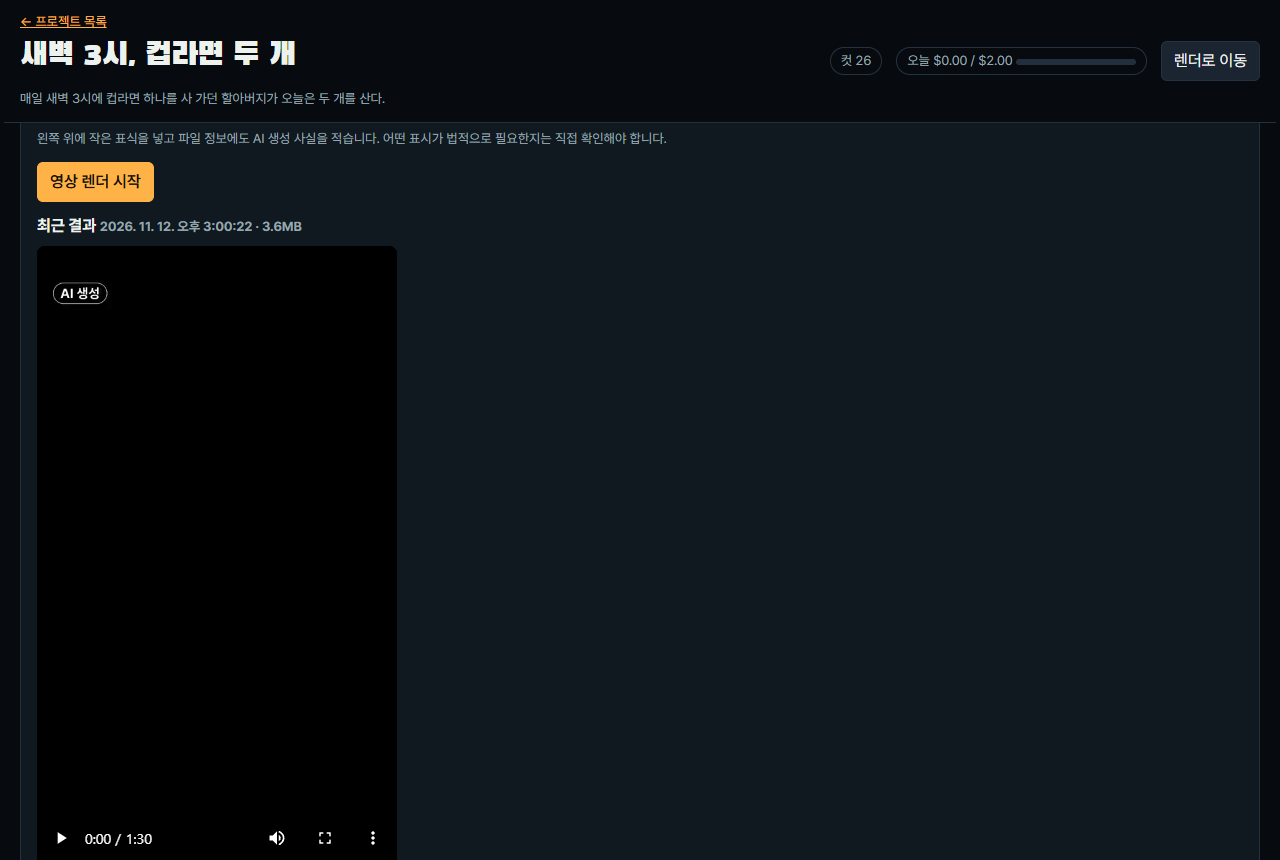 ← 프로젝트 목록
새벽 3시, 컵라면 두 개
컷 26
오늘 $0.00 / $2.00
렌더로 이동
매일 새벽 3시에 컵라면 하나를 사 가던 할아버지가 오늘은 두 개를 산다.
왼쪽 위에 작은 표식을 넣고 파일 정보에도 AI 생성 사실을 적습니다. 어떤 표시가 법적으로 필요한지는 직접 확인해야 합니다.
영상 렌더 시작
최근 결과 2026. 11. 12. 오후 3:00:22 · 3.6MB
AI 생성
0:00 / 1:30